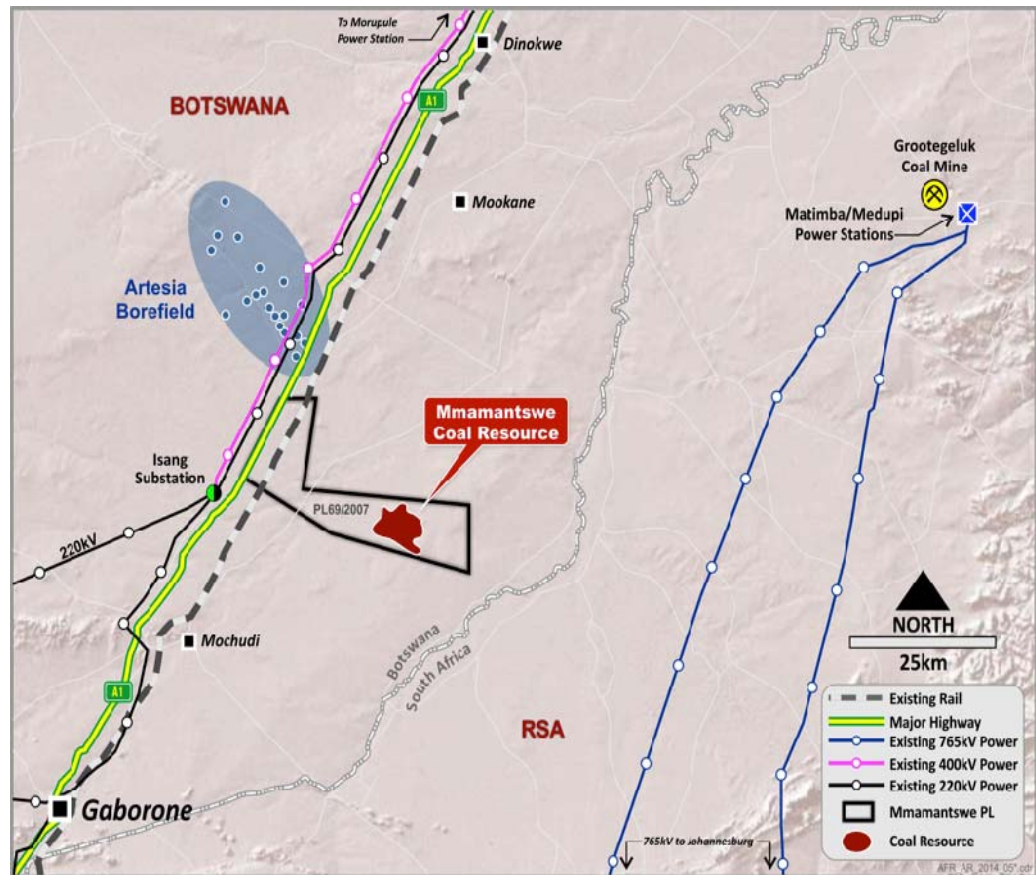 To Morupule
Power Station
Dinokwe
BOTSWANA
A1
Grootegeluk
Coal Mine
Mookane
Matimba/Medupi
Power Stations
Artesia
Borefield
Mmamantswe
Coal Resource
Isang
Substation
PL69/2007
220kV
NORTH
25km
Mochudi
Botswana
South Africa
A1
RSA
Existing Rail
Major Highway
Existing 765kV Power
Existing 400kV Power
Existing 220kV Power
Mmamantswe PL
Coal Resource
Gaborone
765kV to Johannesburg